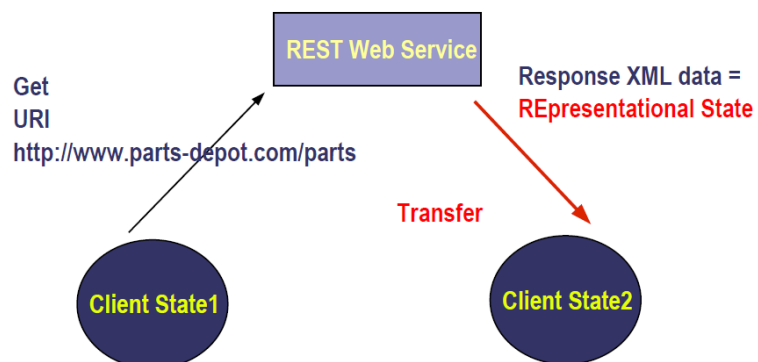 REST Web Service
Get
URI
http://www.parts-depot.com/parts
Response XML data =
REpresentational State
Transfer
Client State1
Client State2